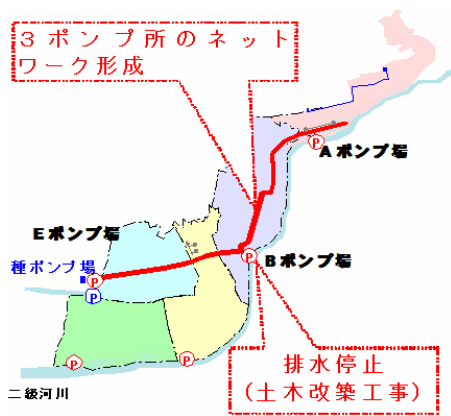 3ポンプ所のネット
ワーク形成
P
Aポンプ場
Eポンプ場
P
Bポンプ場
種ポンプ場
P
P
排水停止
(土木改築工事)
P
P
二級河川